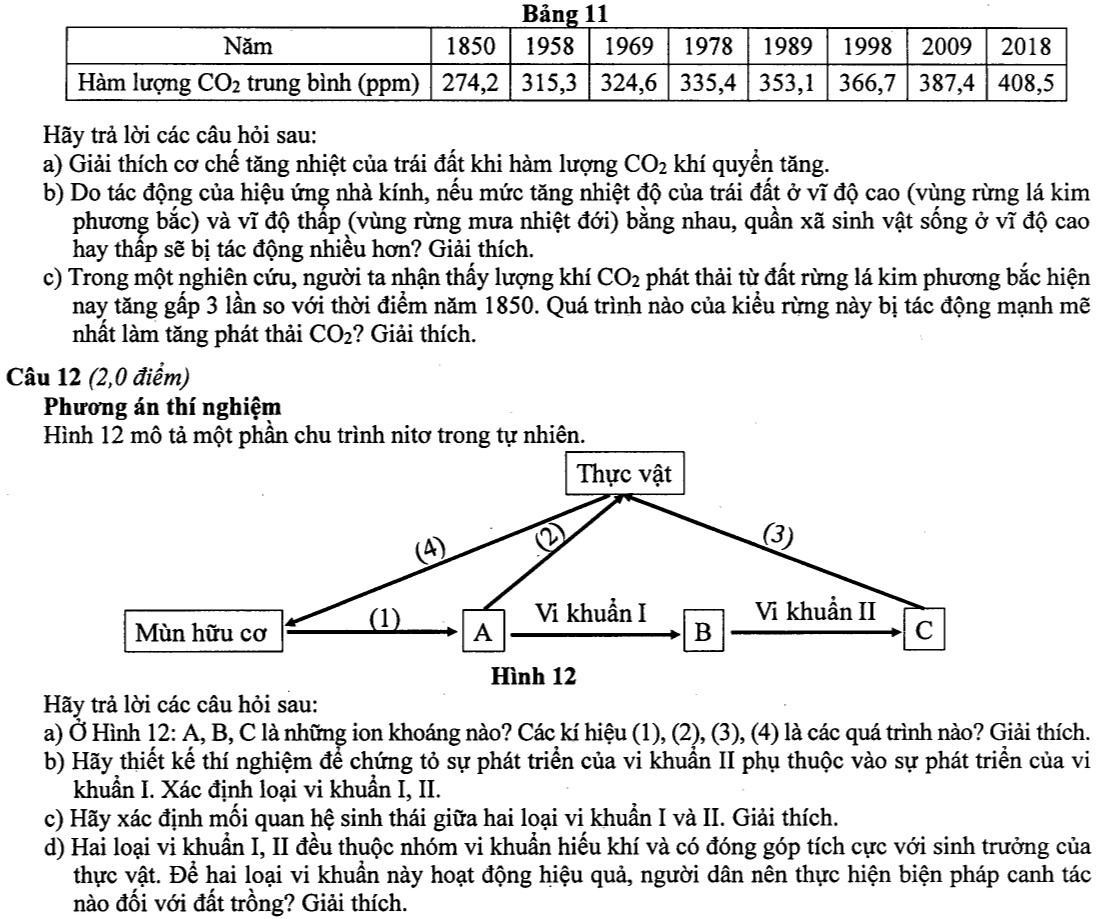 Bảng 11
Năm 1850 1958 1969 1978 1989 1998 2009 2018
Hàm lượng CO₂ trung bình (ppm) 274,2 315,3 324,6 335,4 353,1 366,7 387,4 408,5
Hãy trả lời các câu hỏi sau:
a) Giải thích cơ chế tăng nhiệt của trái đất khi hàm lượng CO₂ khí quyển tăng.
b) Do tác động của hiệu ứng nhà kính, nếu mức tăng nhiệt độ của trái đất ở vĩ độ cao (vùng rừng lá kim
phương bắc) và vĩ độ thấp (vùng rừng mưa nhiệt đới) bằng nhau, quần xã sinh vật sống ở vĩ độ cao
hay thấp sẽ bị tác động nhiều hơn? Giải thích.
c) Trong một nghiên cứu, người ta nhận thấy lượng khí CO₂ phát thải từ đất rừng lá kim phương bắc hiện
nay tăng gấp 3 lần so với thời điểm năm 1850. Quá trình nào của kiểu rừng này bị tác động mạnh mẽ
nhất làm tăng phát thải CO₂? Giải thích.
Câu 12 (2,0 điểm)
Phương án thí nghiệm
Hình 12 mô tả một phần chu trình nitơ trong tự nhiên.
Thực vật
(4) (2) (3)
Mùn hữu cơ (1) A Vi khuẩn I B Vi khuẩn II C
Hình 12
Hãy trả lời các câu hỏi sau:
a) Ở Hình 12: A, B, C là những ion khoáng nào? Các kí hiệu (1), (2), (3), (4) là các quá trình nào? Giải thích.
b) Hãy thiết kế thí nghiệm để chứng tỏ sự phát triển của vi khuẩn II phụ thuộc vào sự phát triển của vi
khuẩn I. Xác định loại vi khuẩn I, II.
c) Hãy xác định mối quan hệ sinh thái giữa hai loại vi khuẩn I và II. Giải thích.
d) Hai loại vi khuẩn I, II đều thuộc nhóm vi khuẩn hiếu khí và có đóng góp tích cực với sinh trưởng của
thực vật. Để hai loại vi khuẩn này hoạt động hiệu quả, người dân nên thực hiện biện pháp canh tác
nào đối với đất trồng? Giải thích.